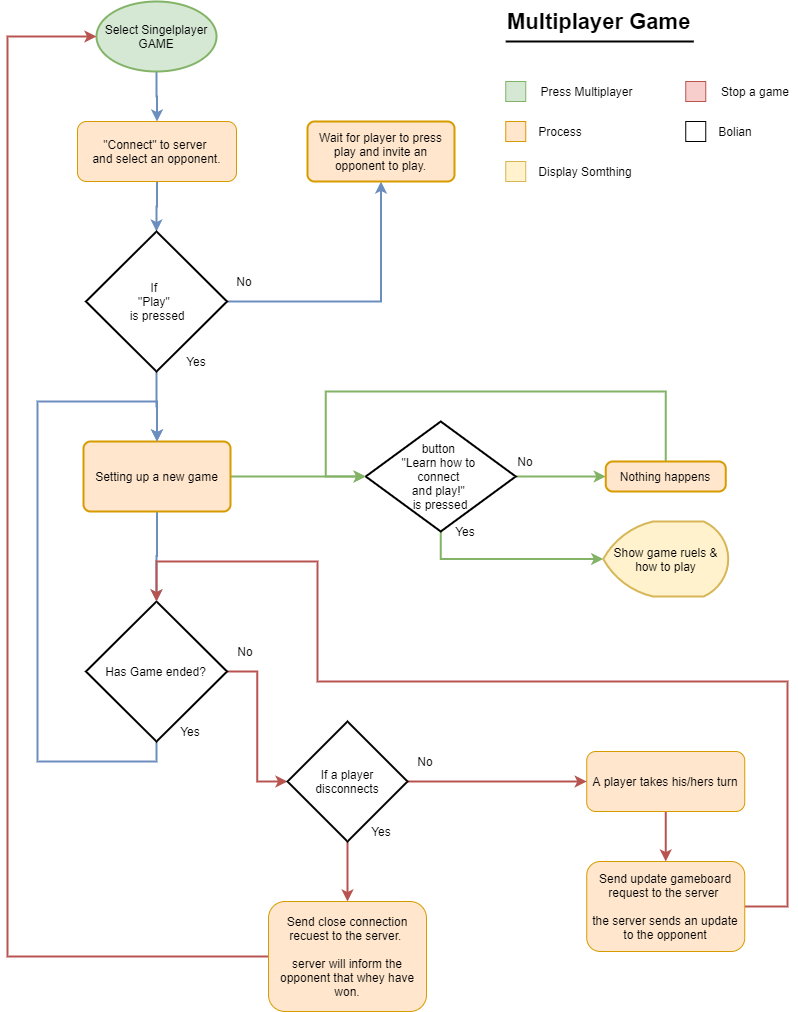 Multiplayer Game
Select Singelplayer
GAME
Press Multiplayer
Stop a game
Process
Bolian
Display Somthing
"Connect" to server
and select an opponent.
Wait for player to press
play and invite an
opponent to play.
If
"Play"
is pressed
No
Yes
Setting up a new game
button
"Learn how to
connect
and play!"
is pressed
No
Yes
Nothing happens
Show game ruels &
how to play
Has Game ended?
No
Yes
If a player
disconnects
No
Yes
A player takes his/hers turn
Send update gameboard
request to the server
the server sends an update
to the opponent
Send close connection
recuest to the server.
server will inform the
opponent that whey have
won.